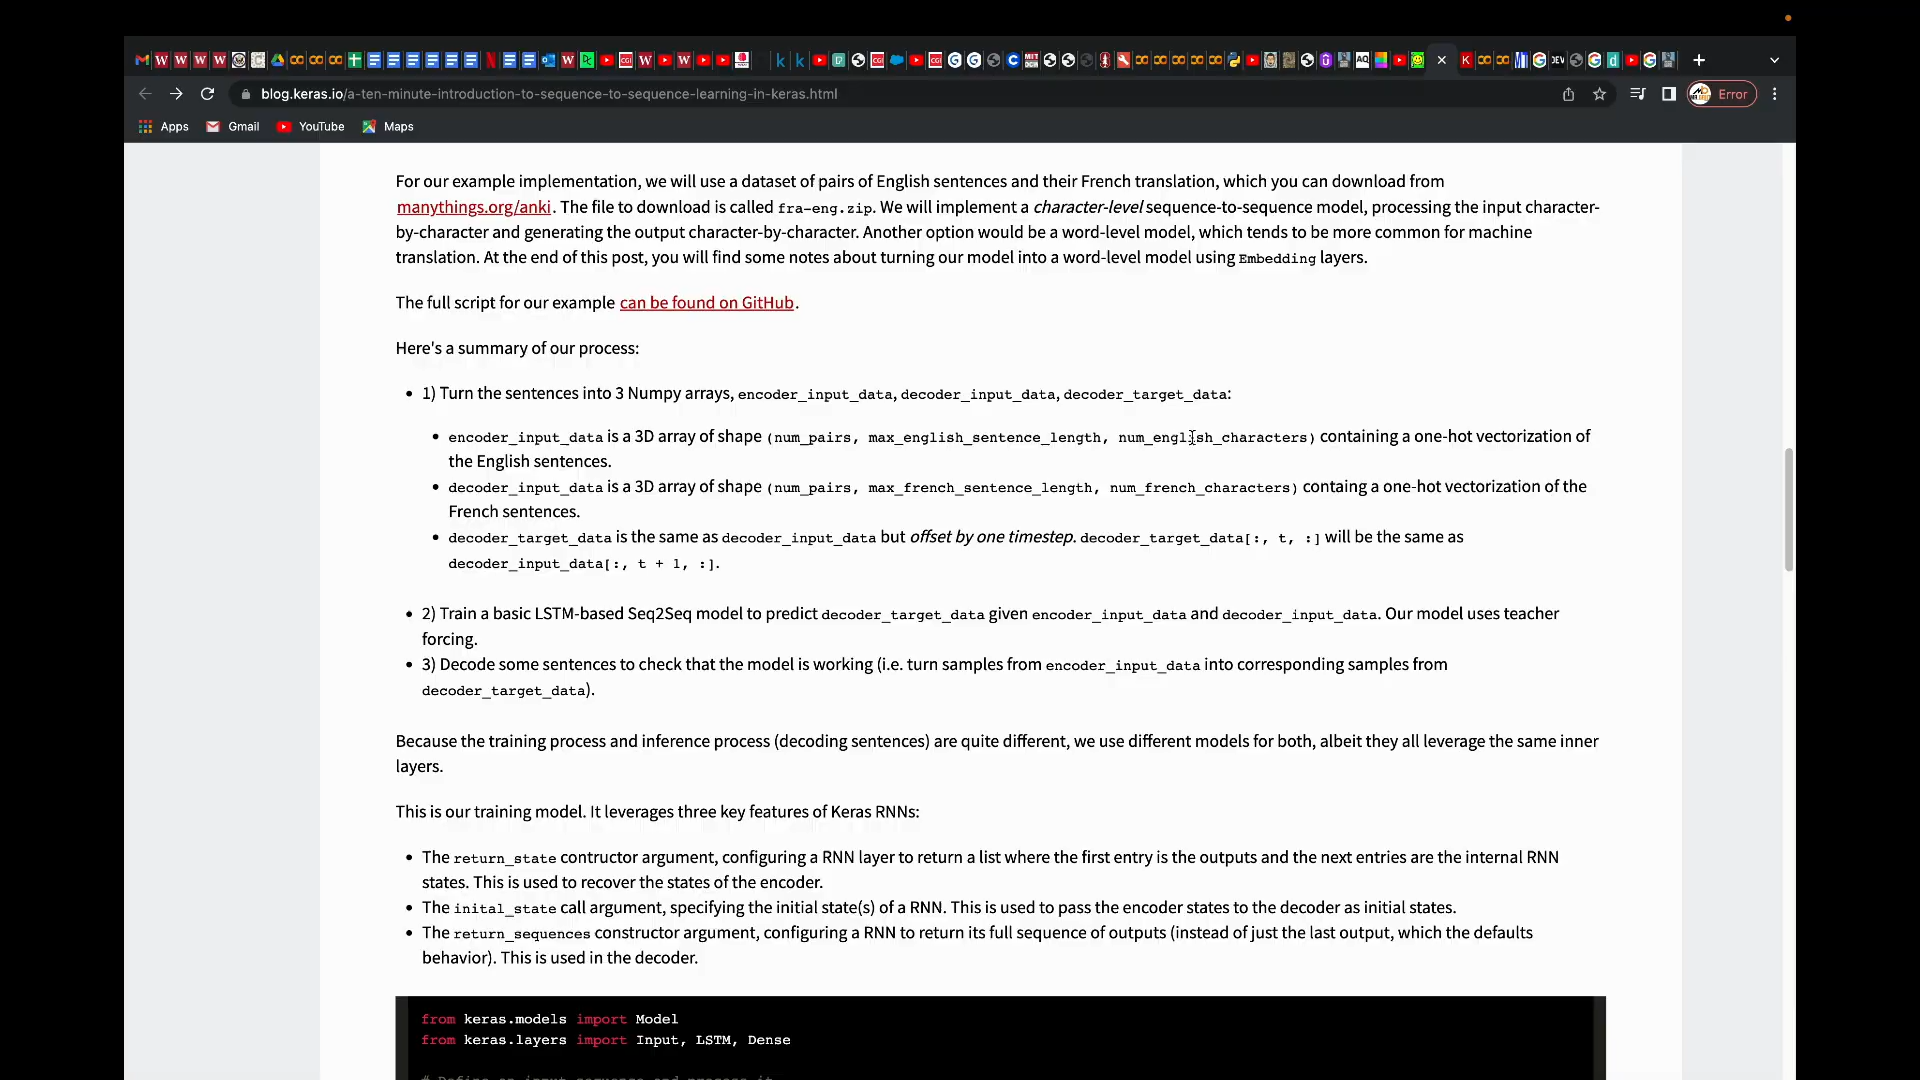 blog.keras.io/a-ten-minute-introduction-to-sequence-to-sequence-learning-in-keras.html
Error
Apps
Gmail
YouTube
Maps
For our example implementation, we will use a dataset of pairs of English sentences and their French translation, which you can download from
manythings.org/anki. The file to download is called fra-eng.zip. We will implement a character-level sequence-to-sequence model, processing the input character-
by-character and generating the output character-by-character. Another option would be a word-level model, which tends to be more common for machine
translation. At the end of this post, you will find some notes about turning our model into a word-level model using Embedding layers.
The full script for our example can be found on GitHub.
Here's a summary of our process:
• 1) Turn the sentences into 3 Numpy arrays, encoder_input_data, decoder_input_data, decoder_target_data:
• encoder_input_data is a 3D array of shape (num_pairs, max_english_sentence_length, num_english_characters) containing a one-hot vectorization of
the English sentences.
• decoder_input_data is a 3D array of shape (num_pairs, max_french_sentence_length, num_french_characters) containg a one-hot vectorization of the
French sentences.
• decoder_target_data is the same as decoder_input_data but offset by one timestep. decoder_target_data[:, t, :] will be the same as
decoder_input_data[:, t + 1, :].
• 2) Train a basic LSTM-based Seq2Seq model to predict decoder_target_data given encoder_input_data and decoder_input_data. Our model uses teacher
forcing.
• 3) Decode some sentences to check that the model is working (i.e. turn samples from encoder_input_data into corresponding samples from
decoder_target_data).
Because the training process and inference process (decoding sentences) are quite different, we use different models for both, albeit they all leverage the same inner
layers.
This is our training model. It leverages three key features of Keras RNNs:
• The return_state contructor argument, configuring a RNN layer to return a list where the first entry is the outputs and the next entries are the internal RNN
states. This is used to recover the states of the encoder.
• The inital_state call argument, specifying the initial state(s) of a RNN. This is used to pass the encoder states to the decoder as initial states.
• The return_sequences constructor argument, configuring a RNN to return its full sequence of outputs (instead of just the last output, which the defaults
behavior). This is used in the decoder.
from keras.models import Model
from keras.layers import Input, LSTM, Dense